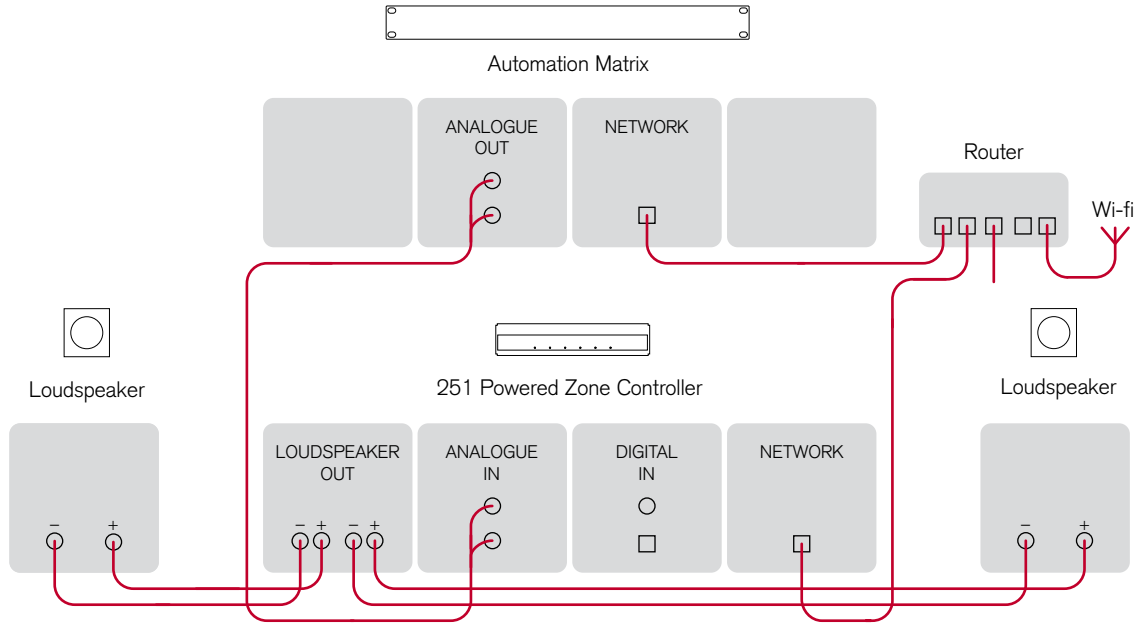 Automation Matrix
ANALOGUE
OUT
NETWORK
Router
Wi-fi
Loudspeaker
251 Powered Zone Controller
Loudspeaker
LOUDSPEAKER
OUT
ANALOGUE
IN
DIGITAL
IN
NETWORK
– +
– + – +
– +